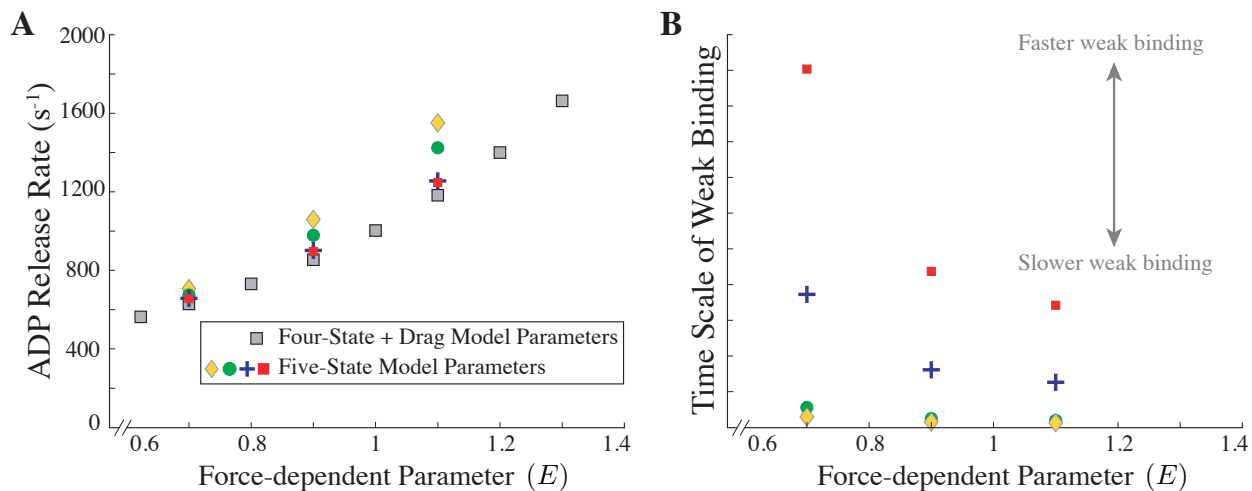 A
ADP Release Rate (s⁻¹)
2000
1600
1200
800
400
0
Four-State + Drag Model Parameters
Five-State Model Parameters
0.6
0.8
1
1.2
1.4
Force-dependent Parameter (E)
B
Time Scale of Weak Binding
Faster weak binding
Slower weak binding
0.6
0.8
1
1.2
1.4
Force-dependent Parameter (E)